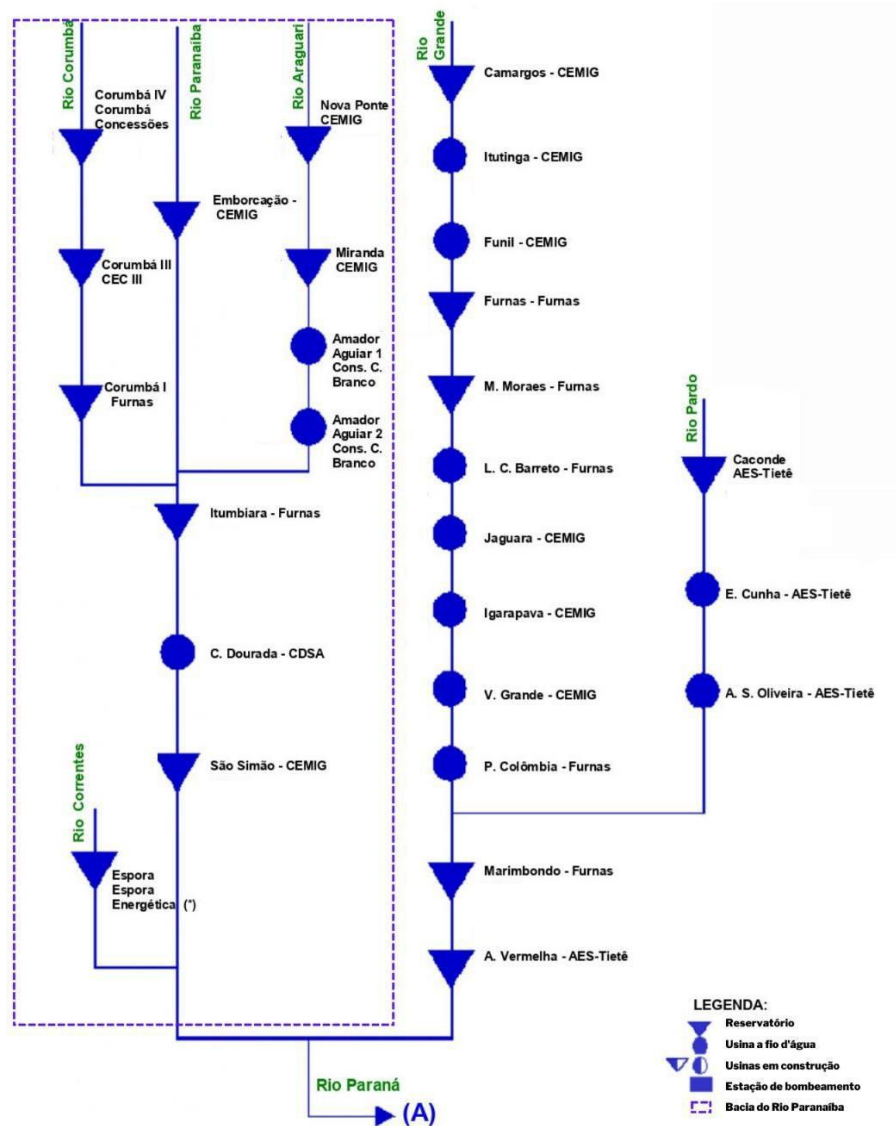 Rio Corumbá
Corumbá IV
Corumbá
Concessões
Corumbá III
CEC III
Corumbá I
Furnas
Rio Paranaiba
Emborcação -
CEMIG
Rio Araguari
Nova Ponte
CEMIG
Miranda
CEMIG
Amador
Aguiar 1
Cons. C.
Branco
Amador
Aguiar 2
Cons. C.
Branco
Itumbiara - Furnas
C. Dourada - CDSA
São Simão - CEMIG
Rio Correntes
Espora
Espora
Energética (*)
Rio
Grande
Camargos - CEMIG
Itutinga - CEMIG
Funil - CEMIG
Furnas - Furnas
M. Moraes - Furnas
L. C. Barreto - Furnas
Jaguara - CEMIG
Igarapava - CEMIG
V. Grande - CEMIG
P. Colômbia - Furnas
Rio Pardo
Caconde
AES-Tietê
E. Cunha - AES-Tietê
A. S. Oliveira - AES-Tietê
Marimbondo - Furnas
A. Vermelha - AES-Tietê
Rio Paraná
(A)
LEGENDA:
Reservatório
Usina a fio d'água
Usinas em construção
Estação de bombeamento
Bacia do Rio Paranaíba